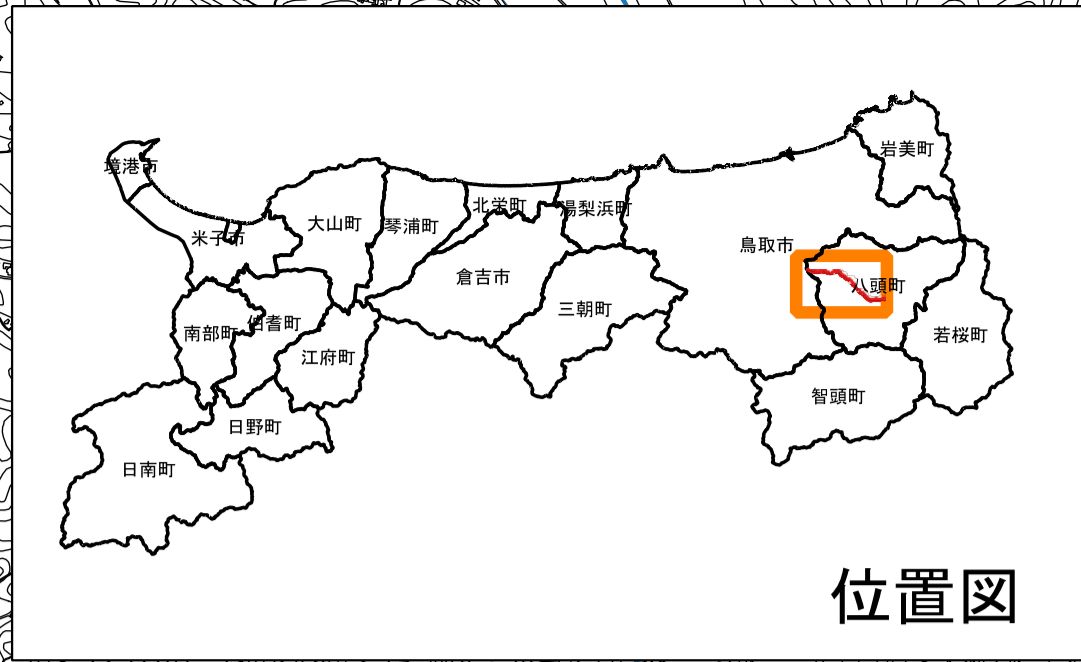 境港市
岩美町
北栄町
湯梨浜町
大山町
琴浦町
米子市
鳥取市
倉吉市
八頭町
三朝町
伯耆町
南部町
若桜町
江府町
智頭町
日野町
日南町
位置図